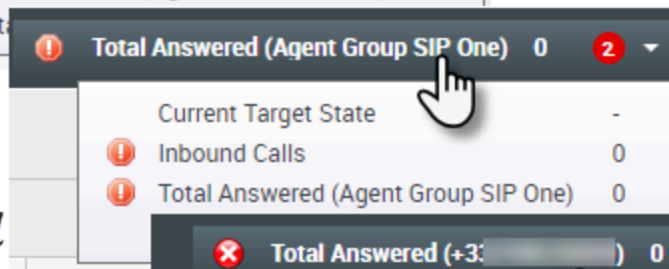 Total Answered (Agent Group SIP One) 0 2
Current Target State -
Inbound Calls 0
Total Answered (Agent Group SIP One) 0
Total Answered (+33 ) 0